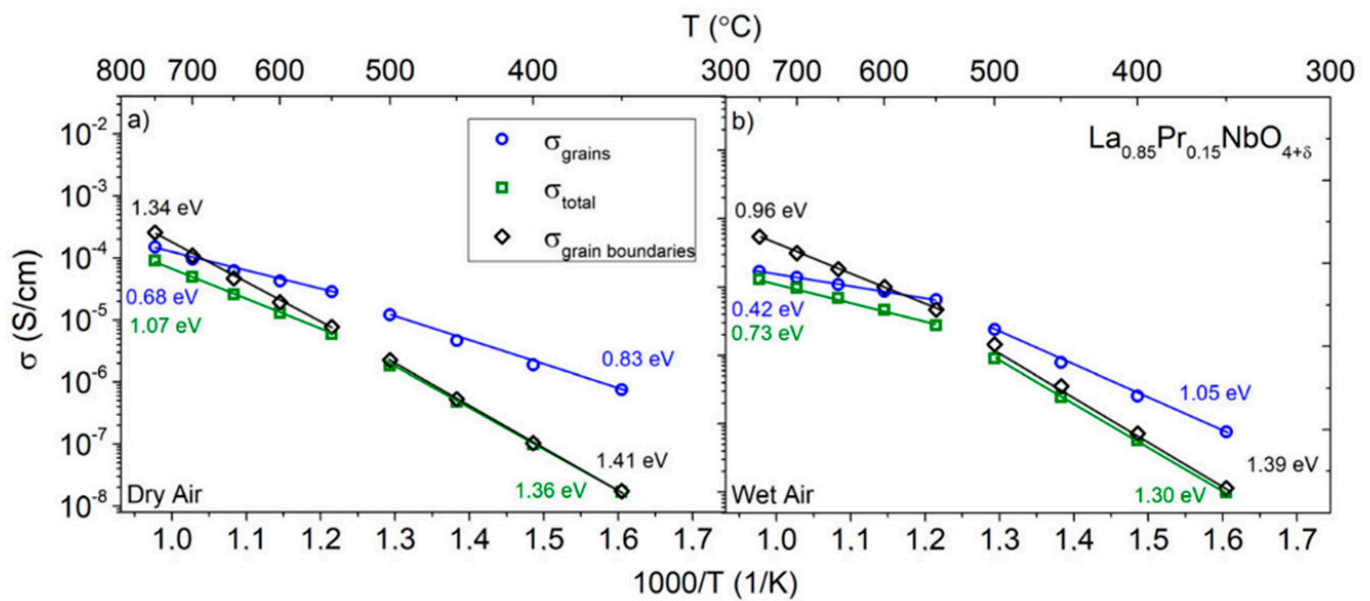 T (°C)
800 700 600 500 400 300 700 600 500 400 300
a)
σgrains
σtotal
σgrain boundaries
b)
La0.85Pr0.15NbO4+δ
σ (S/cm)
10-2
10-3
10-4
10-5
10-6
10-7
10-8
1.34 eV
0.68 eV
1.07 eV
0.83 eV
1.41 eV
1.36 eV
Dry Air
0.96 eV
0.42 eV
0.73 eV
1.05 eV
1.39 eV
1.30 eV
Wet Air
1.0 1.1 1.2 1.3 1.4 1.5 1.6 1.7 1.0 1.1 1.2 1.3 1.4 1.5 1.6 1.7
1000/T (1/K)